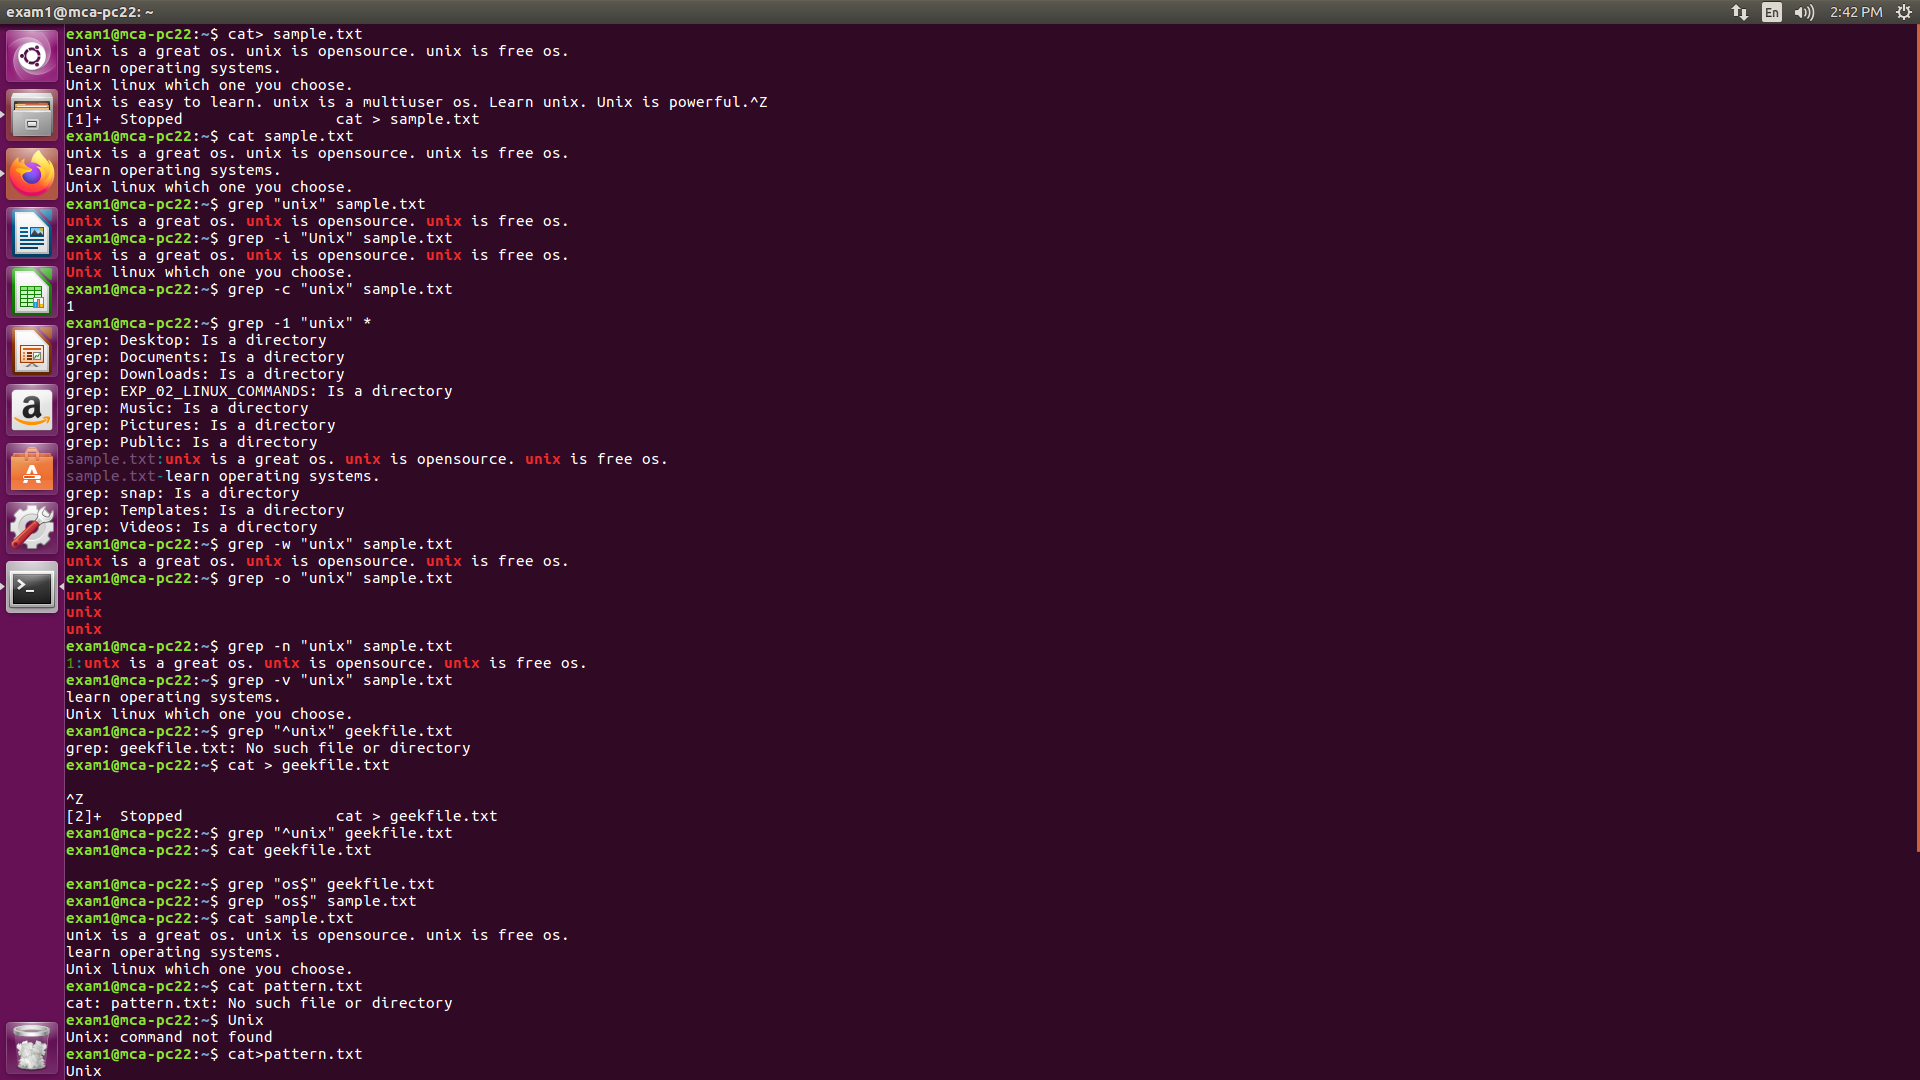 exam1@mca-pc22: ~
En
2:42 PM
exam1@mca-pc22:~$ cat> sample.txt
unix is a great os. unix is opensource. unix is free os.
learn operating systems.
Unix linux which one you choose.
unix is easy to learn. unix is a multiuser os. Learn unix. Unix is powerful.^Z
[1]+  Stopped                 cat > sample.txt
exam1@mca-pc22:~$ cat sample.txt
unix is a great os. unix is opensource. unix is free os.
learn operating systems.
Unix linux which one you choose.
exam1@mca-pc22:~$ grep "unix" sample.txt
unix is a great os. unix is opensource. unix is free os.
exam1@mca-pc22:~$ grep -i "Unix" sample.txt
unix is a great os. unix is opensource. unix is free os.
Unix linux which one you choose.
exam1@mca-pc22:~$ grep -c "unix" sample.txt
1
exam1@mca-pc22:~$ grep -1 "unix" *
grep: Desktop: Is a directory
grep: Documents: Is a directory
grep: Downloads: Is a directory
grep: EXP_02_LINUX_COMMANDS: Is a directory
grep: Music: Is a directory
grep: Pictures: Is a directory
grep: Public: Is a directory
sample.txt:unix is a great os. unix is opensource. unix is free os.
sample.txt-learn operating systems.
grep: snap: Is a directory
grep: Templates: Is a directory
grep: Videos: Is a directory
exam1@mca-pc22:~$ grep -w "unix" sample.txt
unix is a great os. unix is opensource. unix is free os.
exam1@mca-pc22:~$ grep -o "unix" sample.txt
unix
unix
unix
exam1@mca-pc22:~$ grep -n "unix" sample.txt
1:unix is a great os. unix is opensource. unix is free os.
exam1@mca-pc22:~$ grep -v "unix" sample.txt
learn operating systems.
Unix linux which one you choose.
exam1@mca-pc22:~$ grep "^unix" geekfile.txt
grep: geekfile.txt: No such file or directory
exam1@mca-pc22:~$ cat > geekfile.txt

^Z
[2]+  Stopped                 cat > geekfile.txt
exam1@mca-pc22:~$ grep "^unix" geekfile.txt
exam1@mca-pc22:~$ cat geekfile.txt

exam1@mca-pc22:~$ grep "os$" geekfile.txt
exam1@mca-pc22:~$ grep "os$" sample.txt
exam1@mca-pc22:~$ cat sample.txt
unix is a great os. unix is opensource. unix is free os.
learn operating systems.
Unix linux which one you choose.
exam1@mca-pc22:~$ cat pattern.txt
cat: pattern.txt: No such file or directory
exam1@mca-pc22:~$ Unix
Unix: command not found
exam1@mca-pc22:~$ cat>pattern.txt
Unix